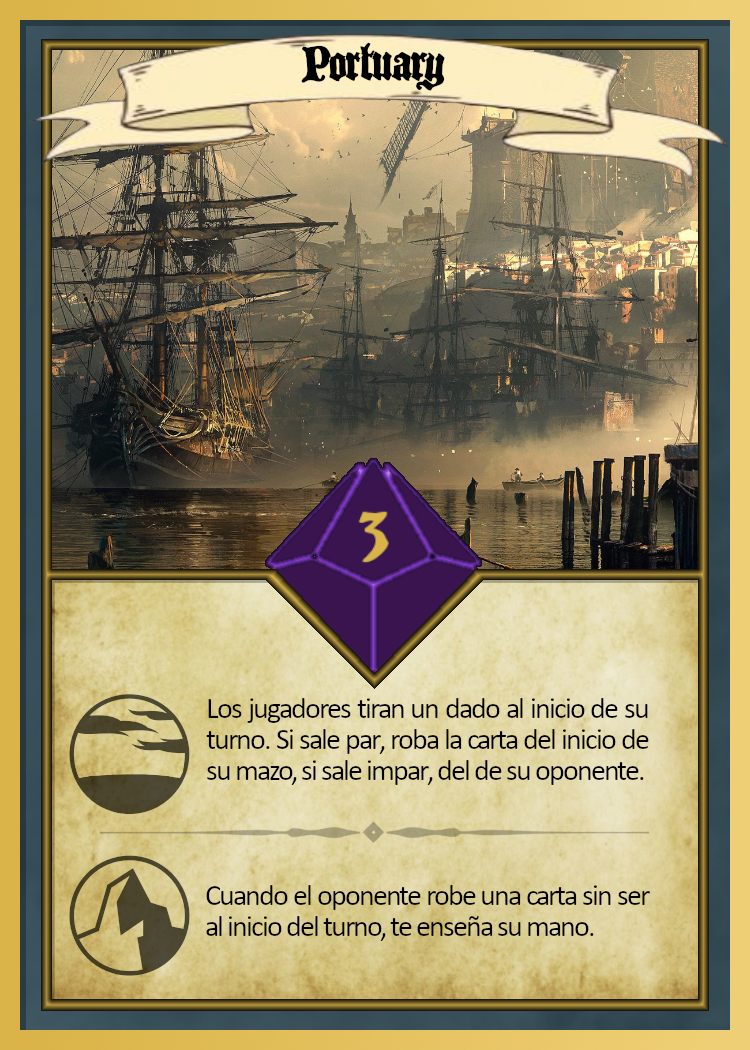 Portuary
3
Los jugadores tiran un dado al inicio de su
turno. Si sale par, roba la carta del inicio de
su mazo, si sale impar, del de su oponente.
Cuando el oponente robe una carta sin ser
al inicio del turno, te enseña su mano.